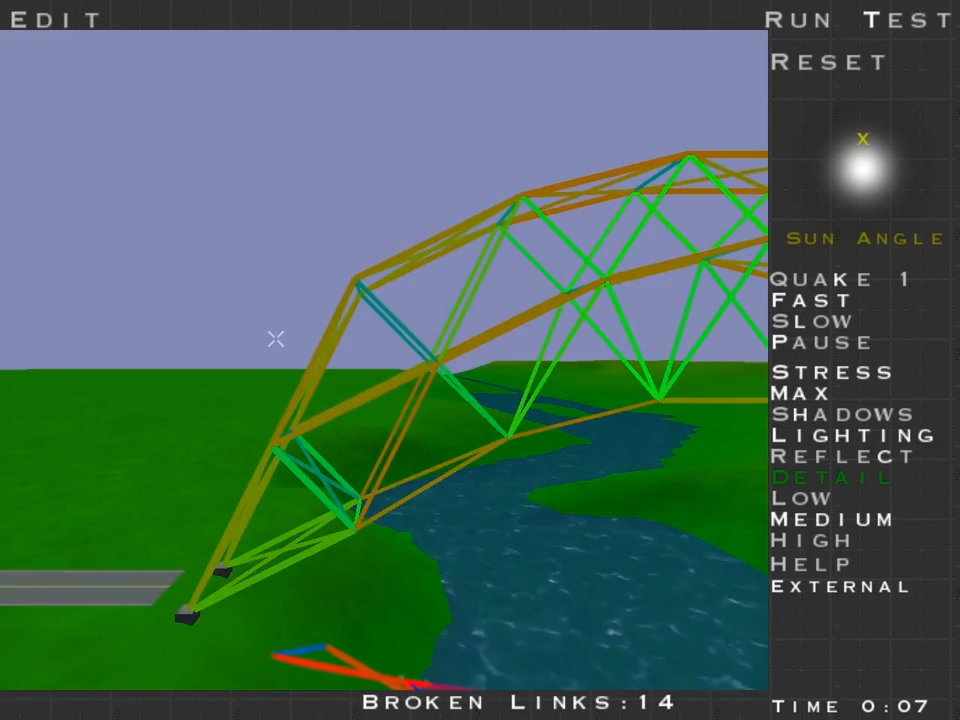 EDIT
RUN TEST
RESET
X
SUN ANGLE
QUAKE 1
FAST
SLOW
PAUSE
STRESS
MAX
SHADOWS
LIGHTING
REFLECT
DETAIL
LOW
MEDIUM
HIGH
HELP
EXTERNAL
BROKEN LINKS:14
TIME 0:07